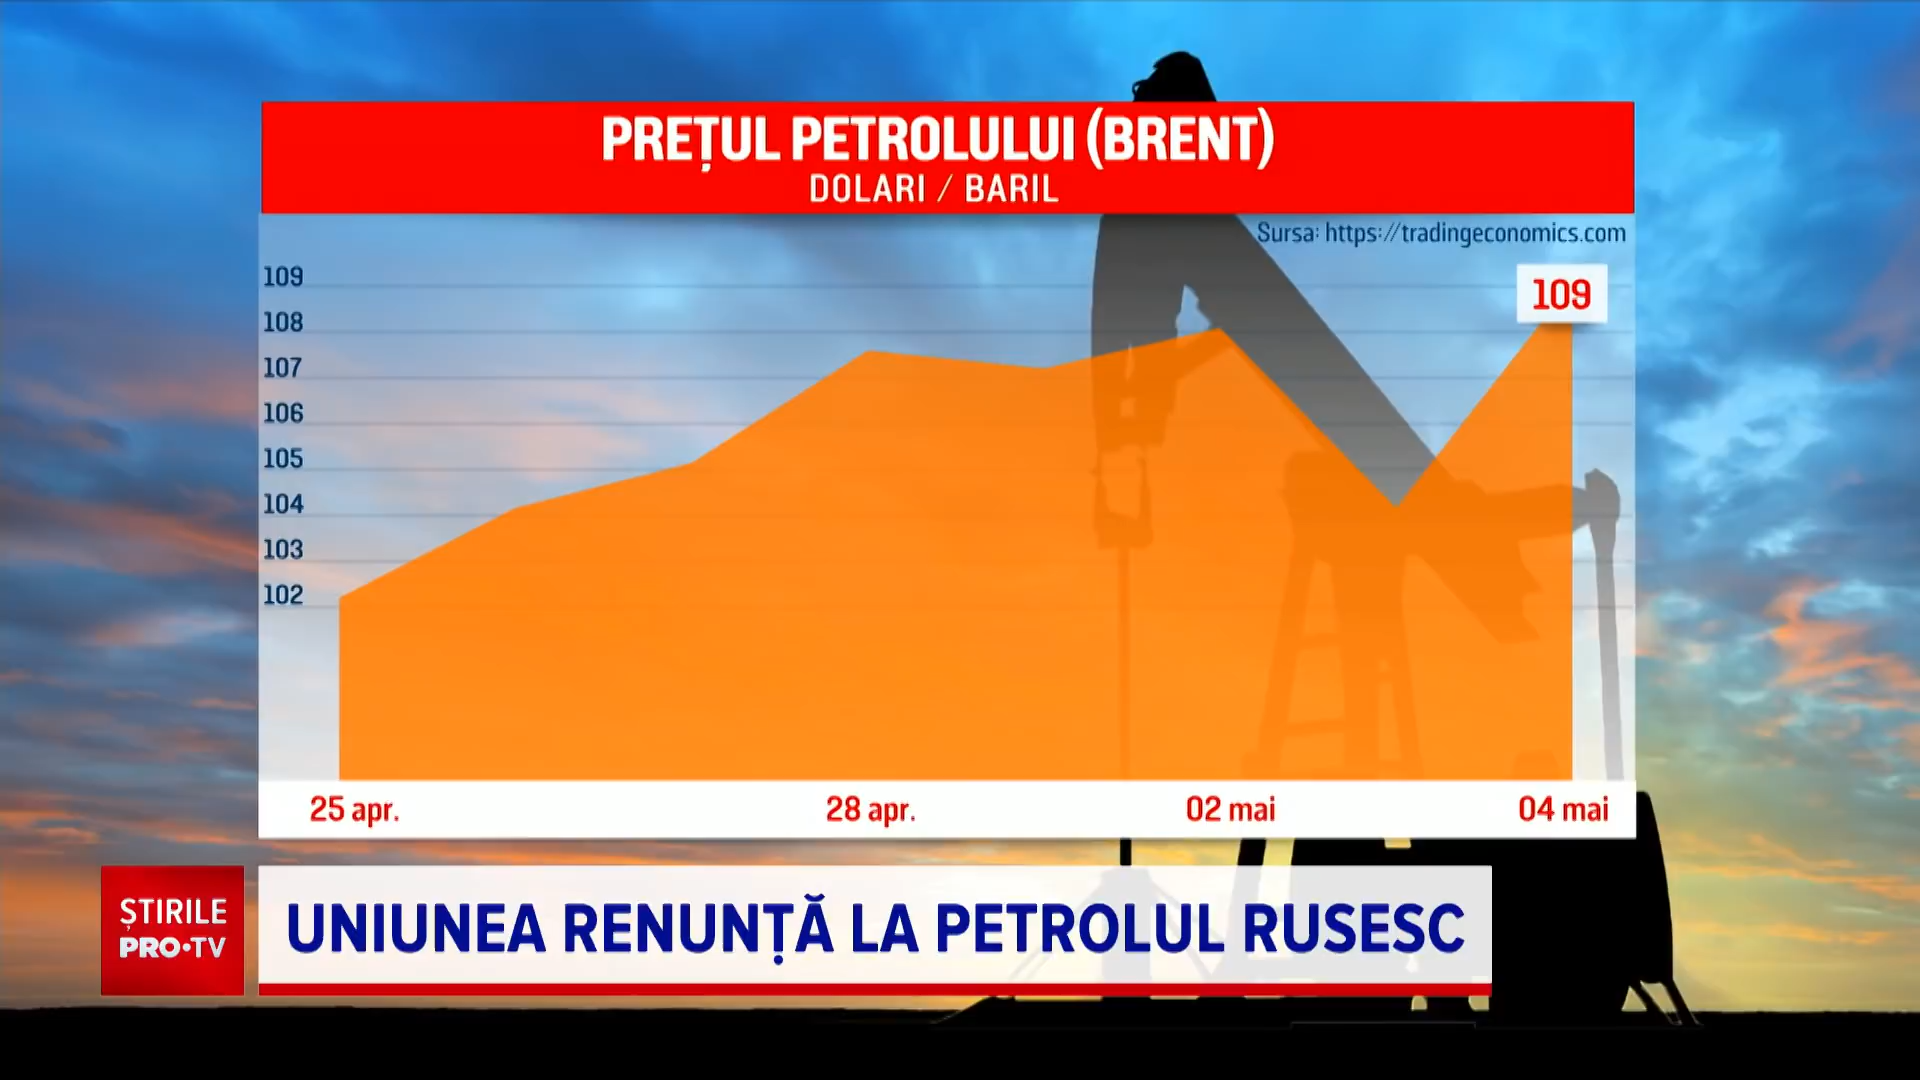 PREȚUL PETROLULUI (BRENT)
DOLARI / BARIL
Sursa: https://tradingeconomics.com
109
108
107
106
105
104
103
102
109
25 apr.
28 apr.
02 mai
04 mai
ȘTIRILE
PRO•TV
UNIUNEA RENUNȚĂ LA PETROLUL RUSESC